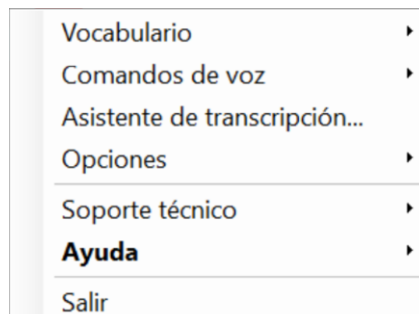 Vocabulario
Comandos de voz
Asistente de transcripción...
Opciones
Soporte técnico
Ayuda
Salir